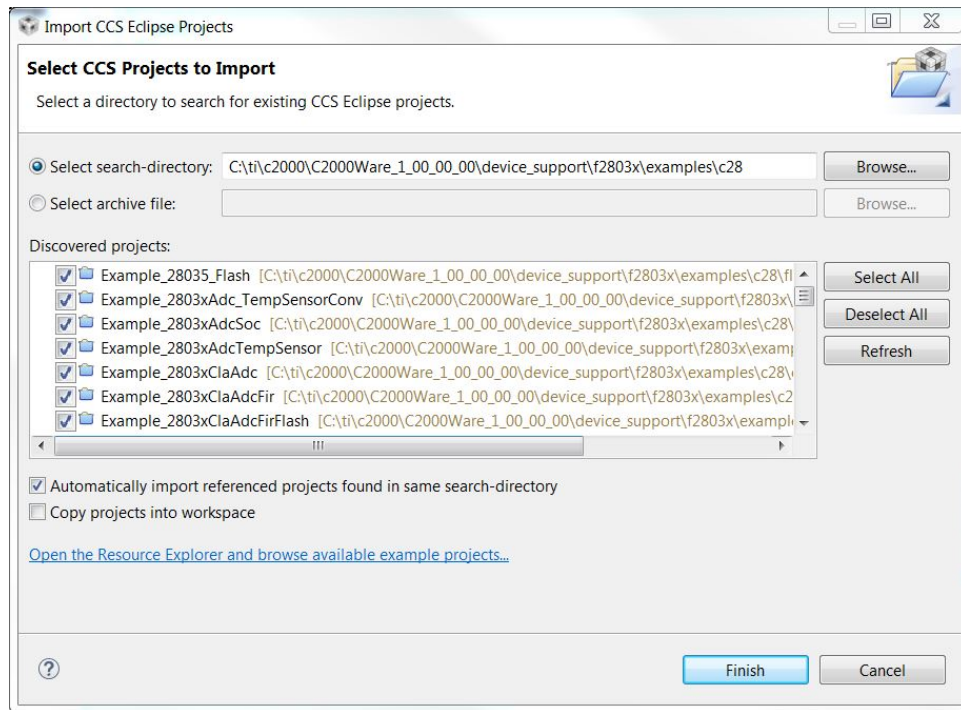 Import CCS Eclipse Projects
Select CCS Projects to Import
Select a directory to search for existing CCS Eclipse projects.
Select search-directory: C:\ti\c2000\C2000Ware_1_00_00_00\device_support\f2803x\examples\c28 Browse...
Select archive file: Browse...
Discovered projects:
Example_28035_Flash [C:\ti\c2000\C2000Ware_1_00_00_00\device_support\f2803x\examples\c28\fl Select All
Example_2803xAdc_TempSensorConv [C:\ti\c2000\C2000Ware_1_00_00_00\device_support\f2803x\
Example_2803xAdcSoc [C:\ti\c2000\C2000Ware_1_00_00_00\device_support\f2803x\examples\c28\ Deselect All
Example_2803xAdcTempSensor [C:\ti\c2000\C2000Ware_1_00_00_00\device_support\f2803x\examp Refresh
Example_2803xClaAdc [C:\ti\c2000\C2000Ware_1_00_00_00\device_support\f2803x\examples\c28\
Example_2803xClaAdcFir [C:\ti\c2000\C2000Ware_1_00_00_00\device_support\f2803x\examples\c2
Example_2803xClaAdcFirFlash [C:\ti\c2000\C2000Ware_1_00_00_00\device_support\f2803x\exampl
Automatically import referenced projects found in same search-directory
Copy projects into workspace
Open the Resource Explorer and browse available example projects...
Finish Cancel